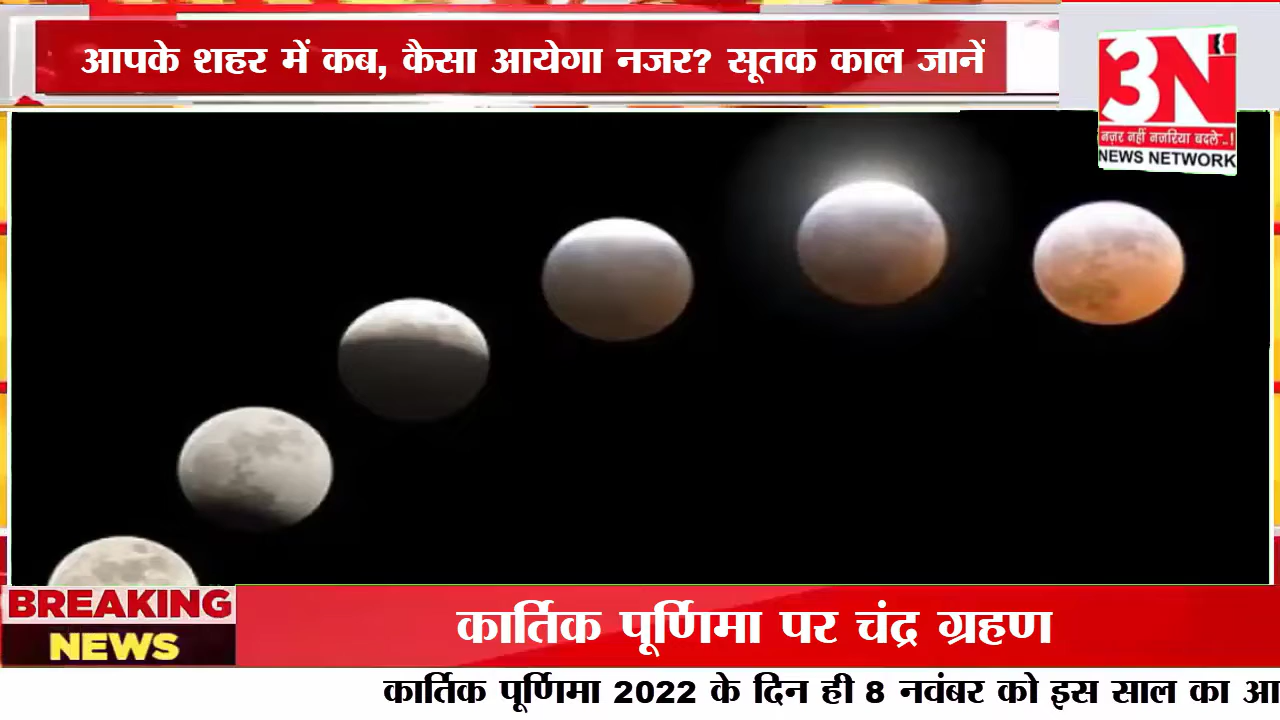 आपके शहर में कब, कैसा आयेगा नजर? सूतक काल जानें
3N
नज़र नहीं नजरिया बदले...!
NEWS NETWORK
BREAKING
NEWS
कार्तिक पूर्णिमा पर चंद्र ग्रहण
कार्तिक पूर्णिमा 2022 के दिन ही 8 नवंबर को इस साल का आ